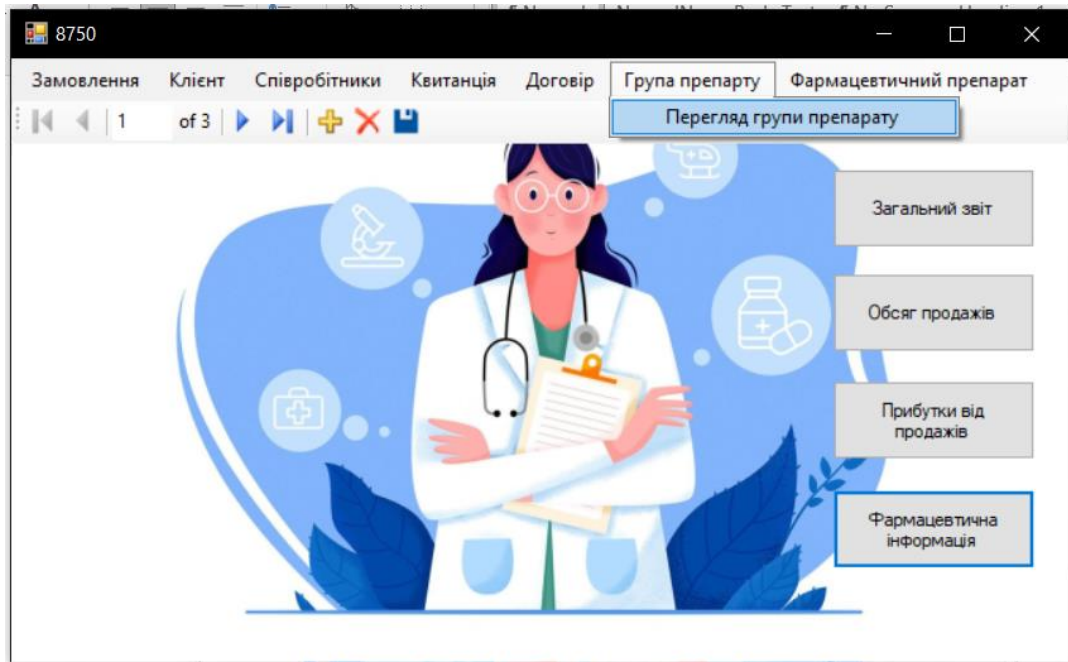 8750
Замовлення Клієнт Співробітники Квитанція Договір Група препарту Фармацевтичний препарат
1 of 3
Перегляд групи препарату
Загальний звіт
Обсяг продажів
Прибутки від
продажів
Фармацевтична
інформація